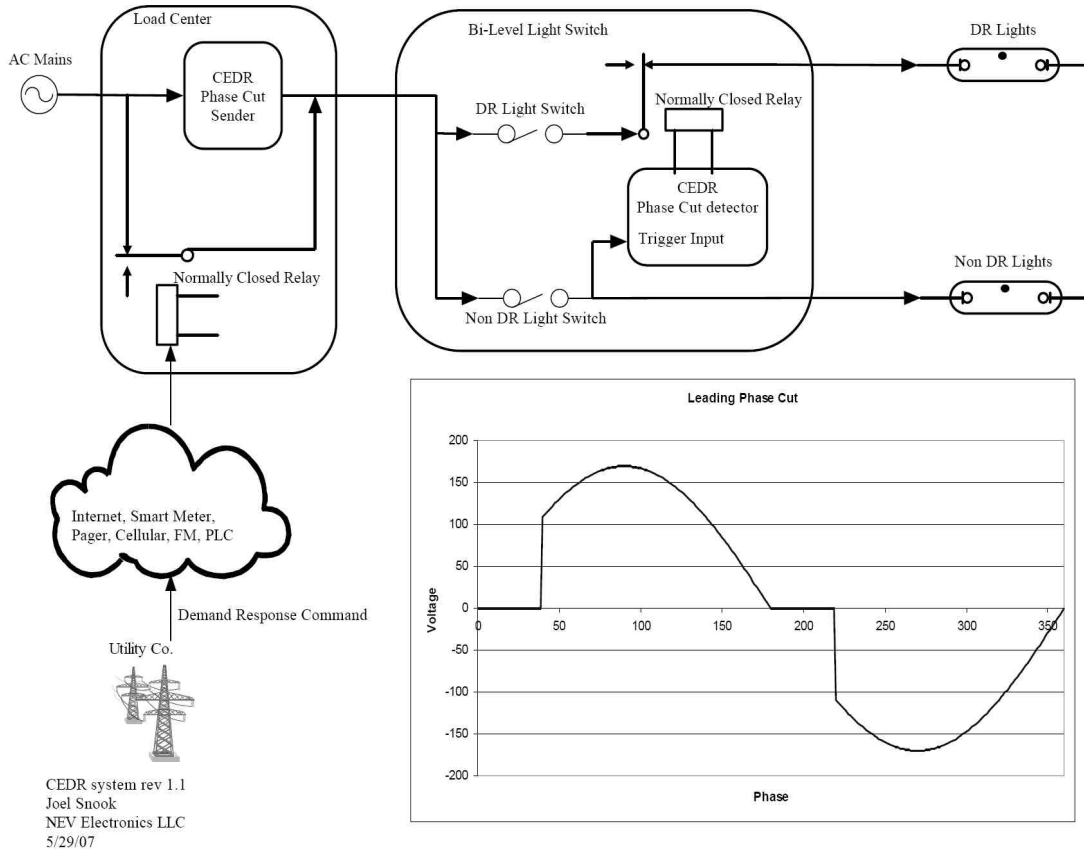 Load Center
AC Mains
CEDR
Phase Cut
Sender
Normally Closed Relay
Bi-Level Light Switch
DR Light Switch
Normally Closed Relay
CEDR
Phase Cut detector
Trigger Input
Non DR Light Switch
DR Lights
Non DR Lights
Internet, Smart Meter,
Pager, Cellular, FM, PLC
Demand Response Command
Utility Co.
CEDR system rev 1.1
Joel Snook
NEV Electronics LLC
5/29/07
Leading Phase Cut
200
150
100
50
0
-50
-100
-150
-200
Voltage
0 50 100 150 200 250 300 350
Phase